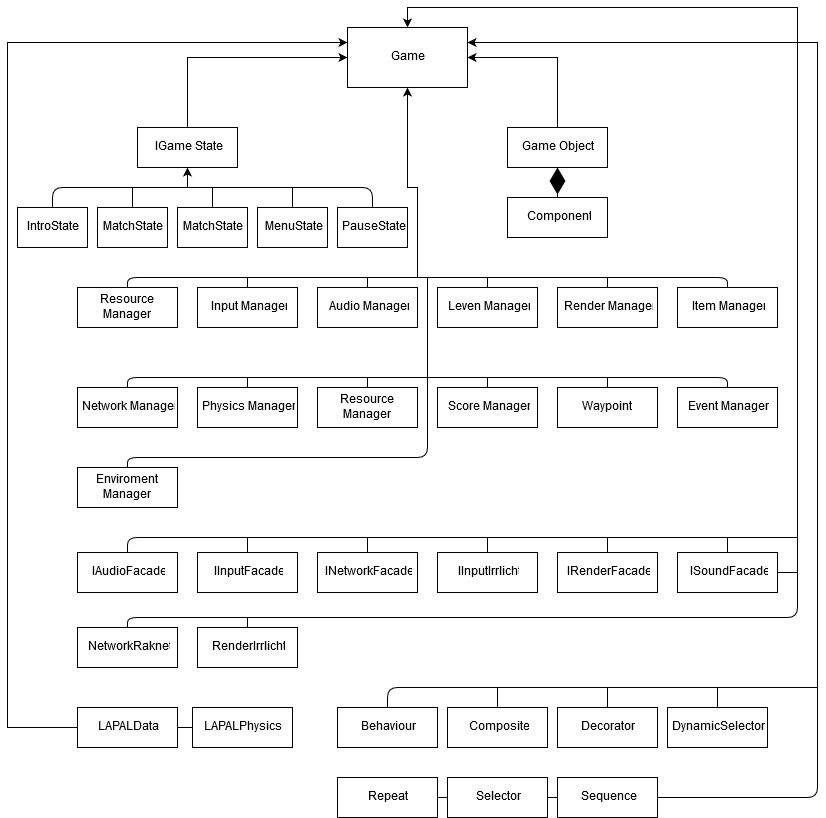 Game
IGame State
Game Object
Component
IntroState
MatchState
MatchState
MenuState
PauseState
Resource
Manager
Input Manager
Audio Manager
Leven Manager
Render Manager
Item Manager
Network Manager
Physics Manager
Resource
Manager
Score Manager
Waypoint
Event Manager
Enviroment
Manager
IAudioFacade
IInputFacade
INetworkFacade
IInputIrrlicht
IRenderFacade
ISoundFacade
NetworkRaknet
RenderIrrlicht
LAPALData
LAPALPhysics
Behaviour
Composite
Decorator
DynamicSelector
Repeat
Selector
Sequence